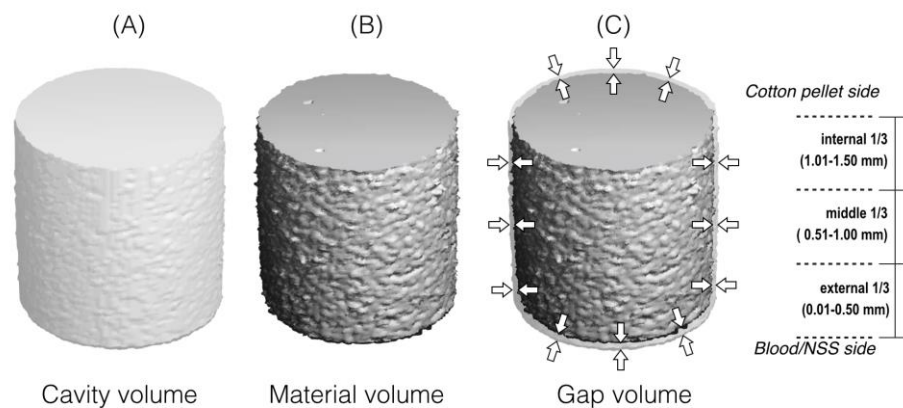 (A)
(B)
(C)
Cotton pellet side
internal 1/3
(1.01-1.50 mm)
middle 1/3
( 0.51-1.00 mm)
external 1/3
(0.01-0.50 mm)
Blood/NSS side
Cavity volume
Material volume
Gap volume